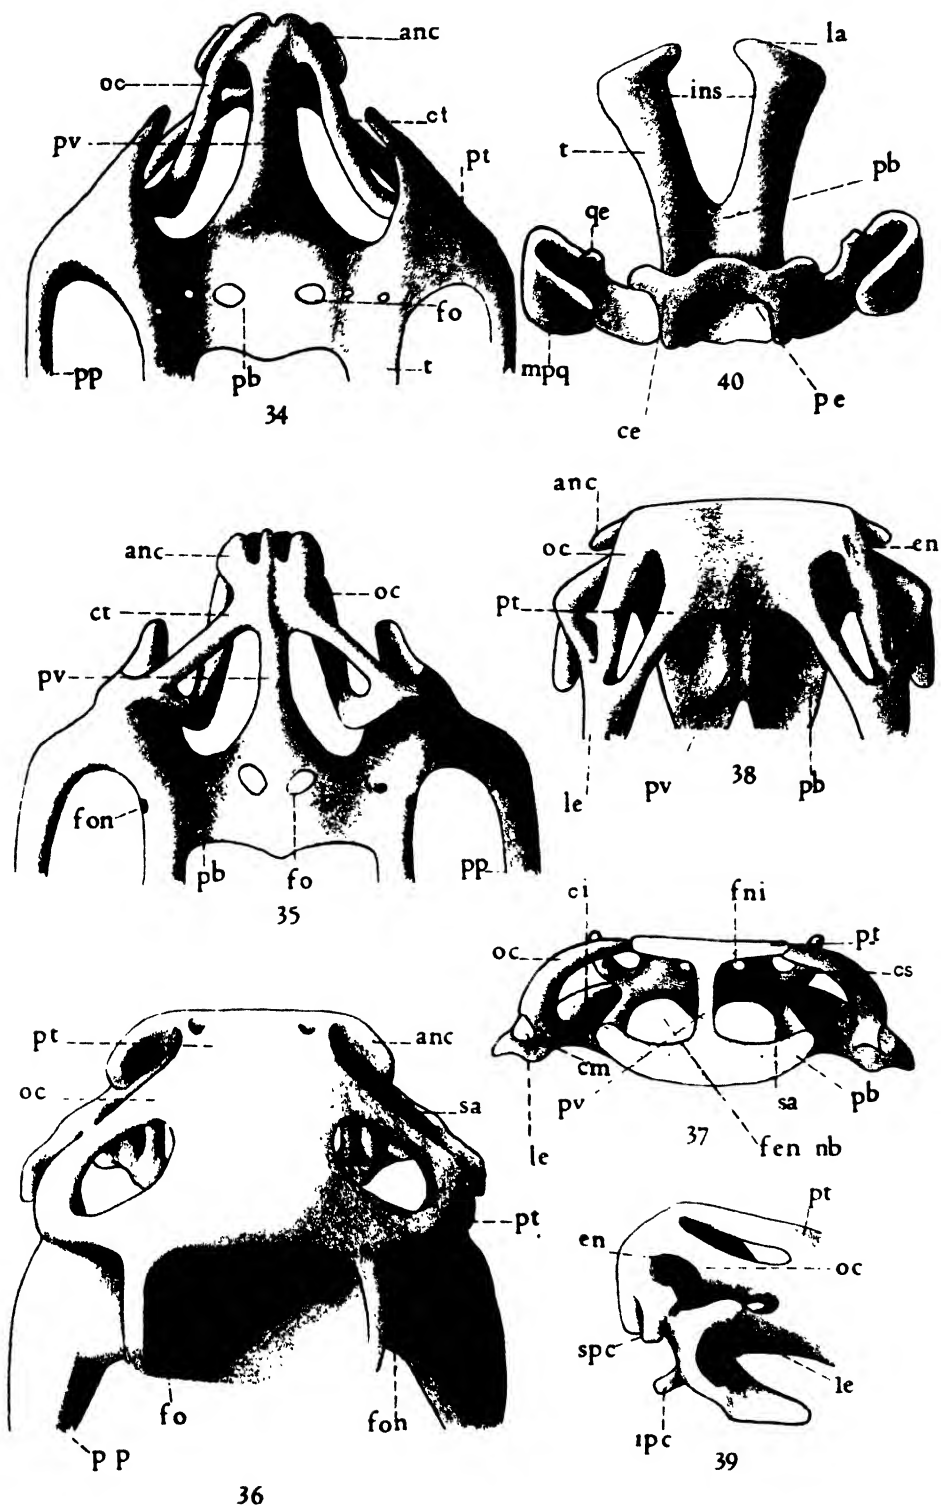 anc
oc
ct
pv
pt
fo
pp
pb
t
34
la
ins
t
pb
qe
mpq
40
pe
ce
anc
oc
ct
pv
fon
pb
fo
pp
35
anc
oc
en
pt
le
pv
38
pb
ci
fni
oc
pt
cs
cm
pv
sa
pb
37
le
fen nb
pt
anc
oc
sa
pt
fo
foh
pp
36
pt
en
oc
spc
le
ipc
39